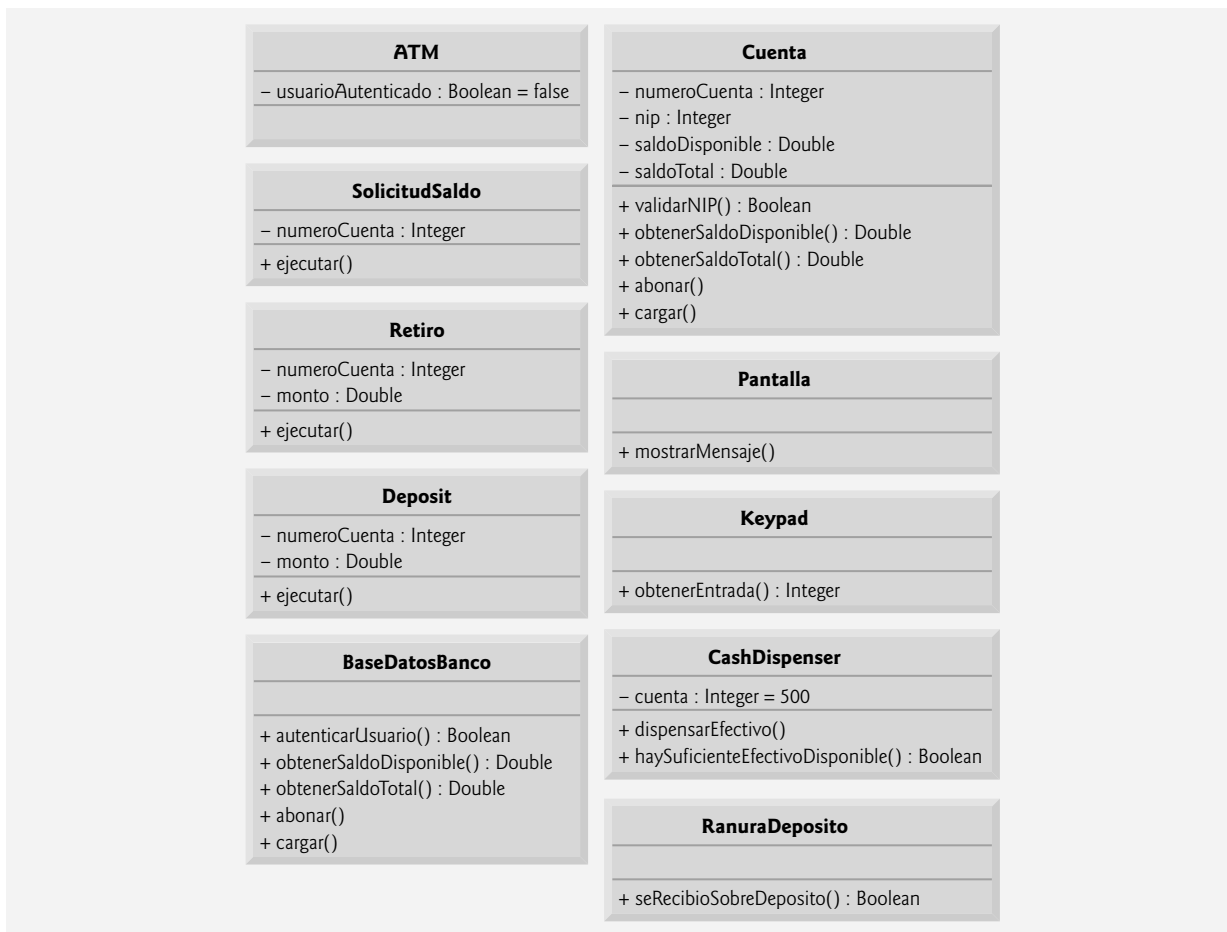 ATM
– usuarioAutenticado : Boolean = false
SolicitudSaldo
– numeroCuenta : Integer
+ ejecutar()
Retiro
– numeroCuenta : Integer
– monto : Double
+ ejecutar()
Deposit
– numeroCuenta : Integer
– monto : Double
+ ejecutar()
BaseDatosBanco
+ autenticarUsuario() : Boolean
+ obtenerSaldoDisponible() : Double
+ obtenerSaldoTotal() : Double
+ abonar()
+ cargar()
Cuenta
– numeroCuenta : Integer
– nip : Integer
– saldoDisponible : Double
– saldoTotal : Double
+ validarNIP() : Boolean
+ obtenerSaldoDisponible() : Double
+ obtenerSaldoTotal() : Double
+ abonar()
+ cargar()
Pantalla
+ mostrarMensaje()
Keypad
+ obtenerEntrada() : Integer
CashDispenser
– cuenta : Integer = 500
+ dispensarEfectivo()
+ haySuficienteEfectivoDisponible() : Boolean
RanuraDeposito
+ seRecibioSobreDeposito() : Boolean